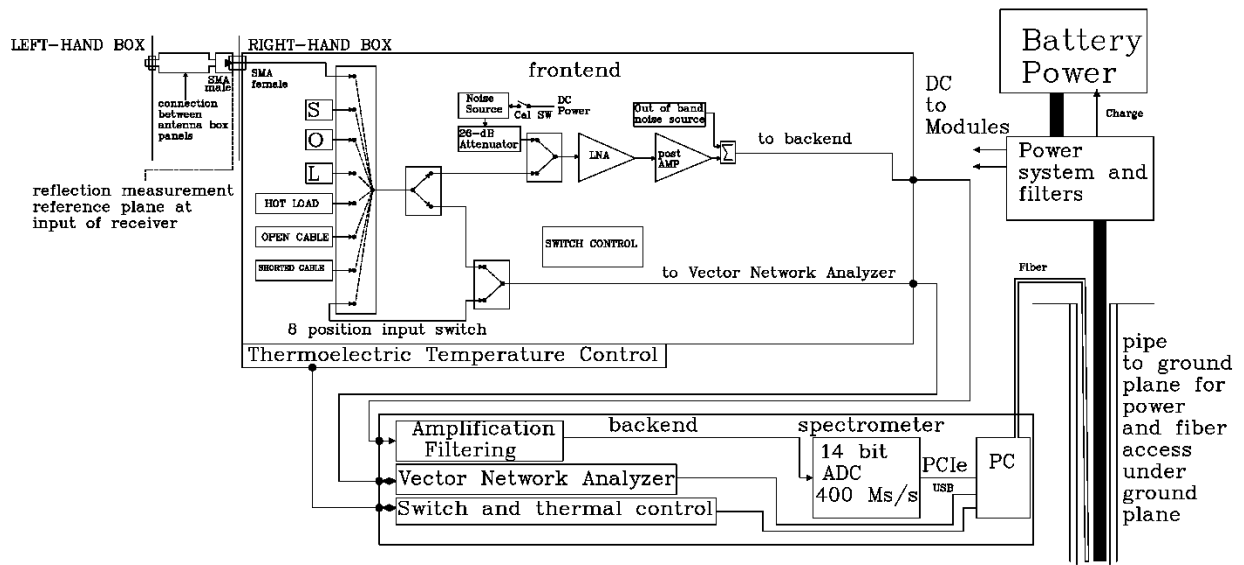 LEFT-HAND BOX
RIGHT-HAND BOX
SMA
male
SMA
female
connection
between
antenna box
panels
reflection measurement
reference plane at
input of receiver
S
O
L
HOT LOAD
OPEN CABLE
SHORTED CABLE
8 position input switch
frontend
Noise
Source
DC
Power
Cal SW
26-dB
Attenuator
LNA
post
AMP
Out of band
noise source
Σ
to backend
SWITCH CONTROL
to Vector Network Analyzer
Thermoelectric Temperature Control
Battery
Power
DC
to
Modules
Charge
Power
system and
filters
Fiber
pipe
to ground
plane for
power
and fiber
access
under
ground
plane
Amplification
Filtering
backend
spectrometer
14 bit
ADC
400 Ms/s
PCIe
USB
PC
Vector Network Analyzer
Switch and thermal control